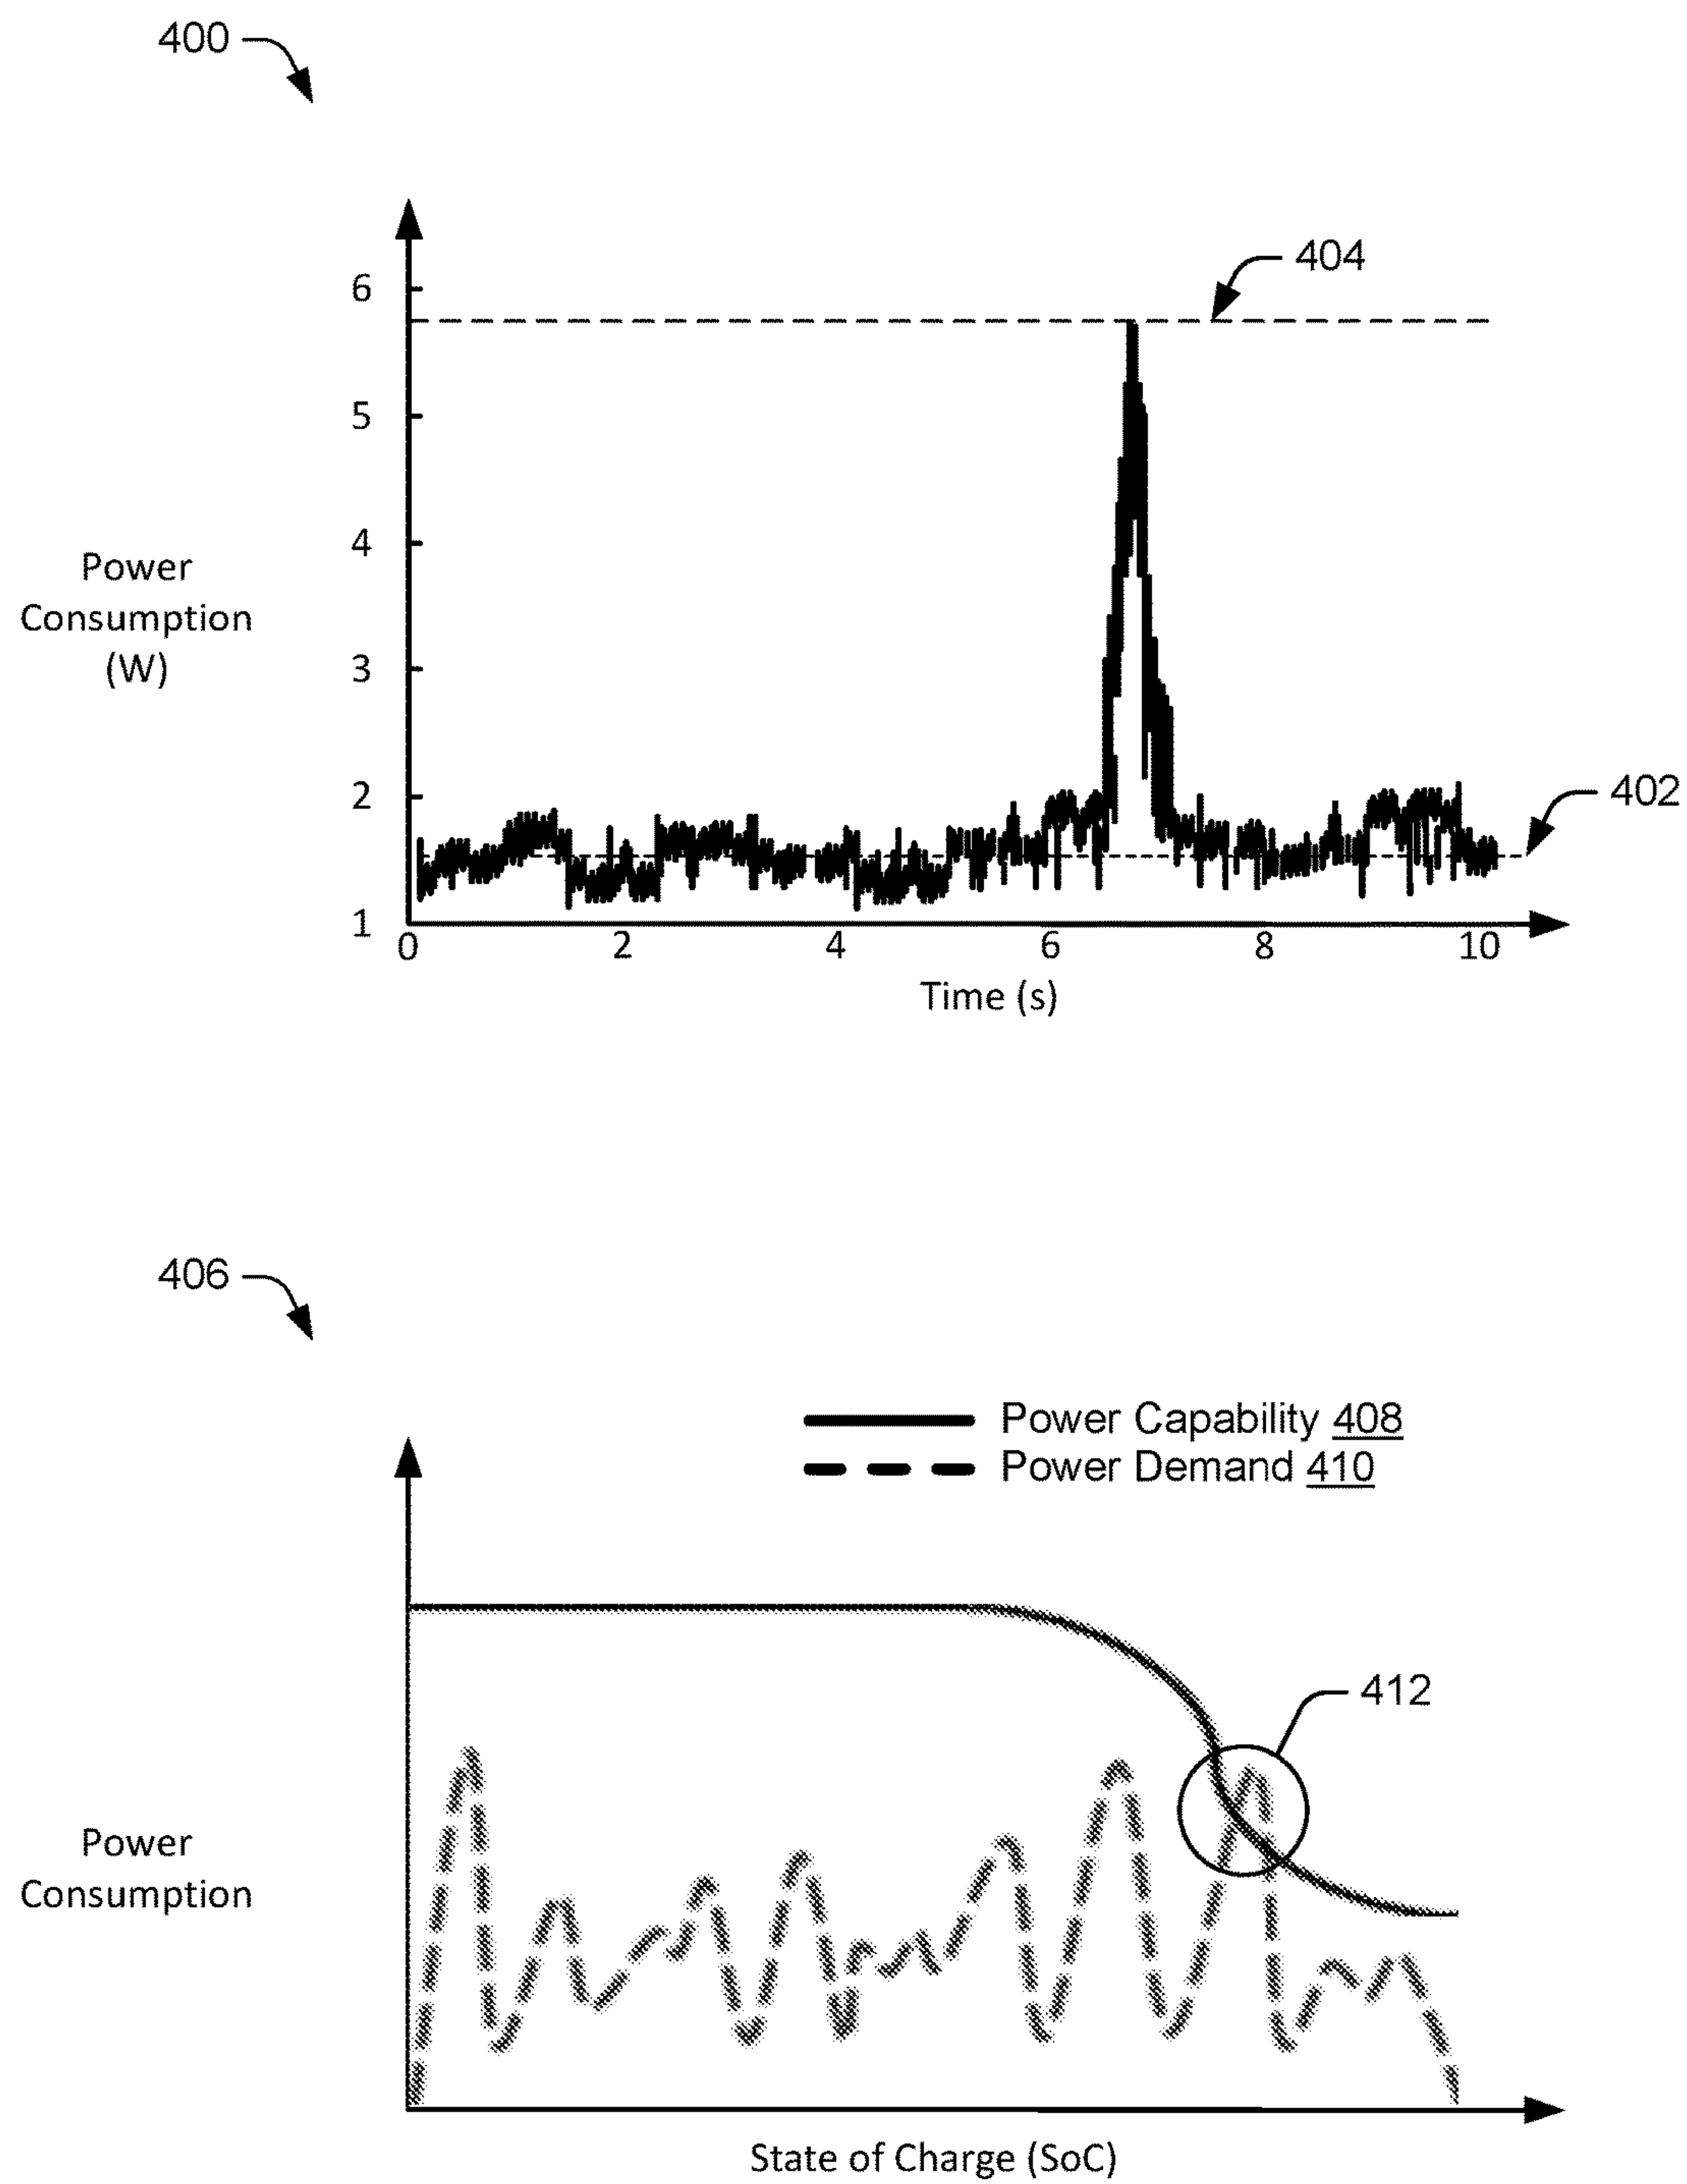 400
404
6
5
4
3
2
1
Power
Consumption
(W)
402
0 2 4 6 8 10
Time (s)
406
Power Capability 408
Power Demand 410
412
Power
Consumption
State of Charge (SoC)